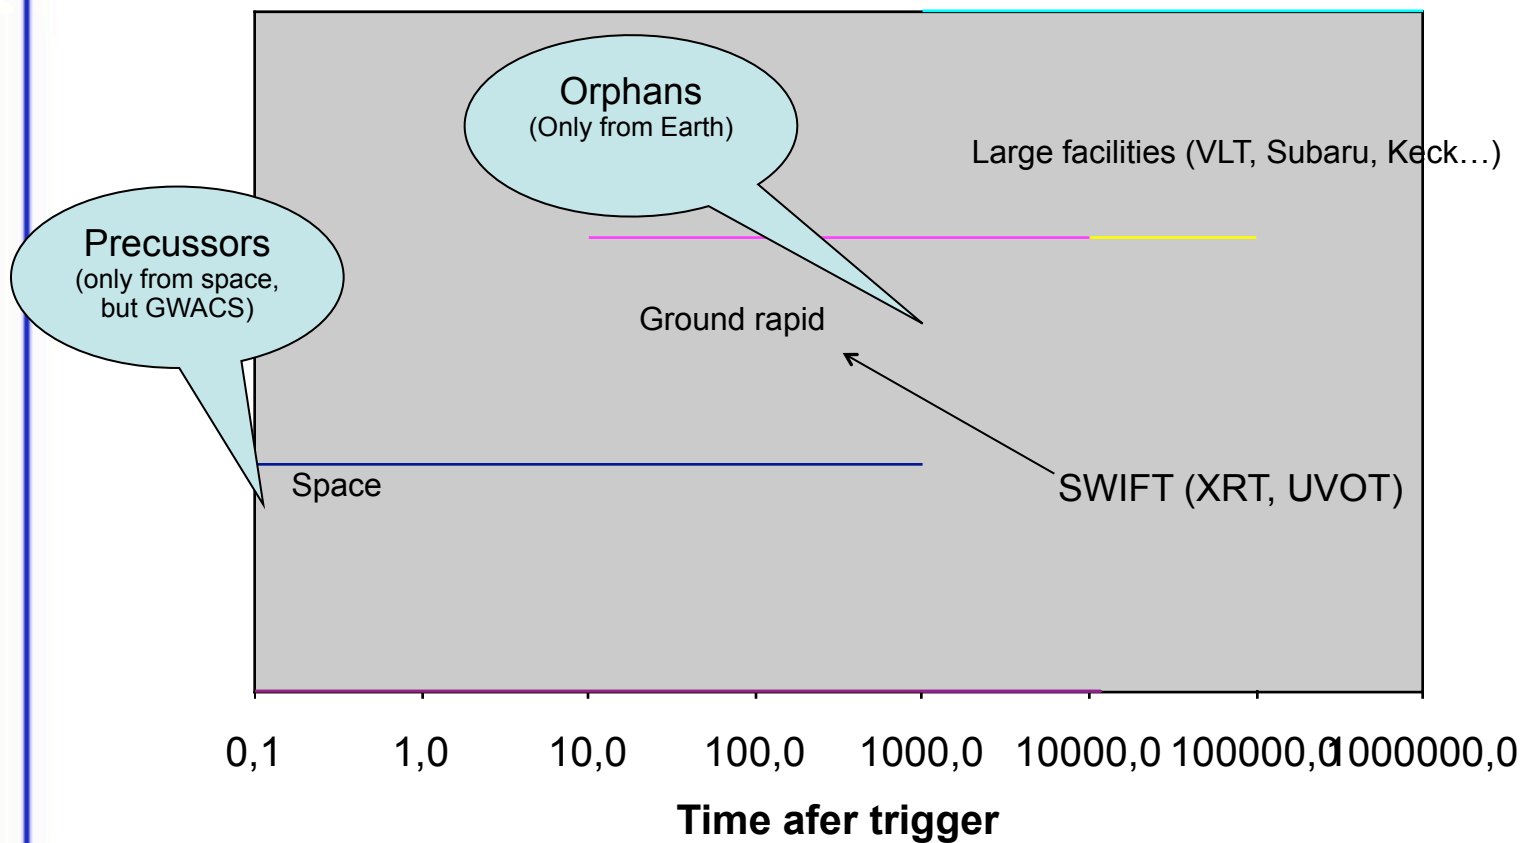 Orphans
(Only from Earth)
Large facilities (VLT, Subaru, Keck…)
Precussors
(only from space,
but GWACS)
Ground rapid
Space
SWIFT (XRT, UVOT)
0,1 1,0 10,0 100,0 1000,0 10000,0 100000,0 1000000,0
Time afer trigger